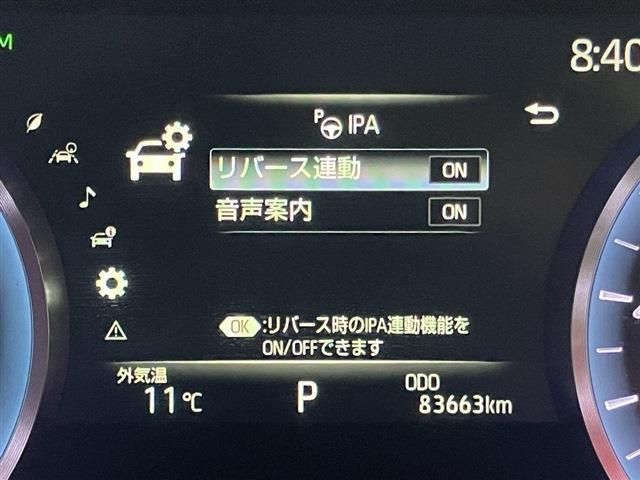 M
8:40
P IPA
リバース連動 ON
音声案内 ON
OK :リバース時のIPA連動機能を
ON/OFFできます
外気温
11℃
P
ODO
83663km